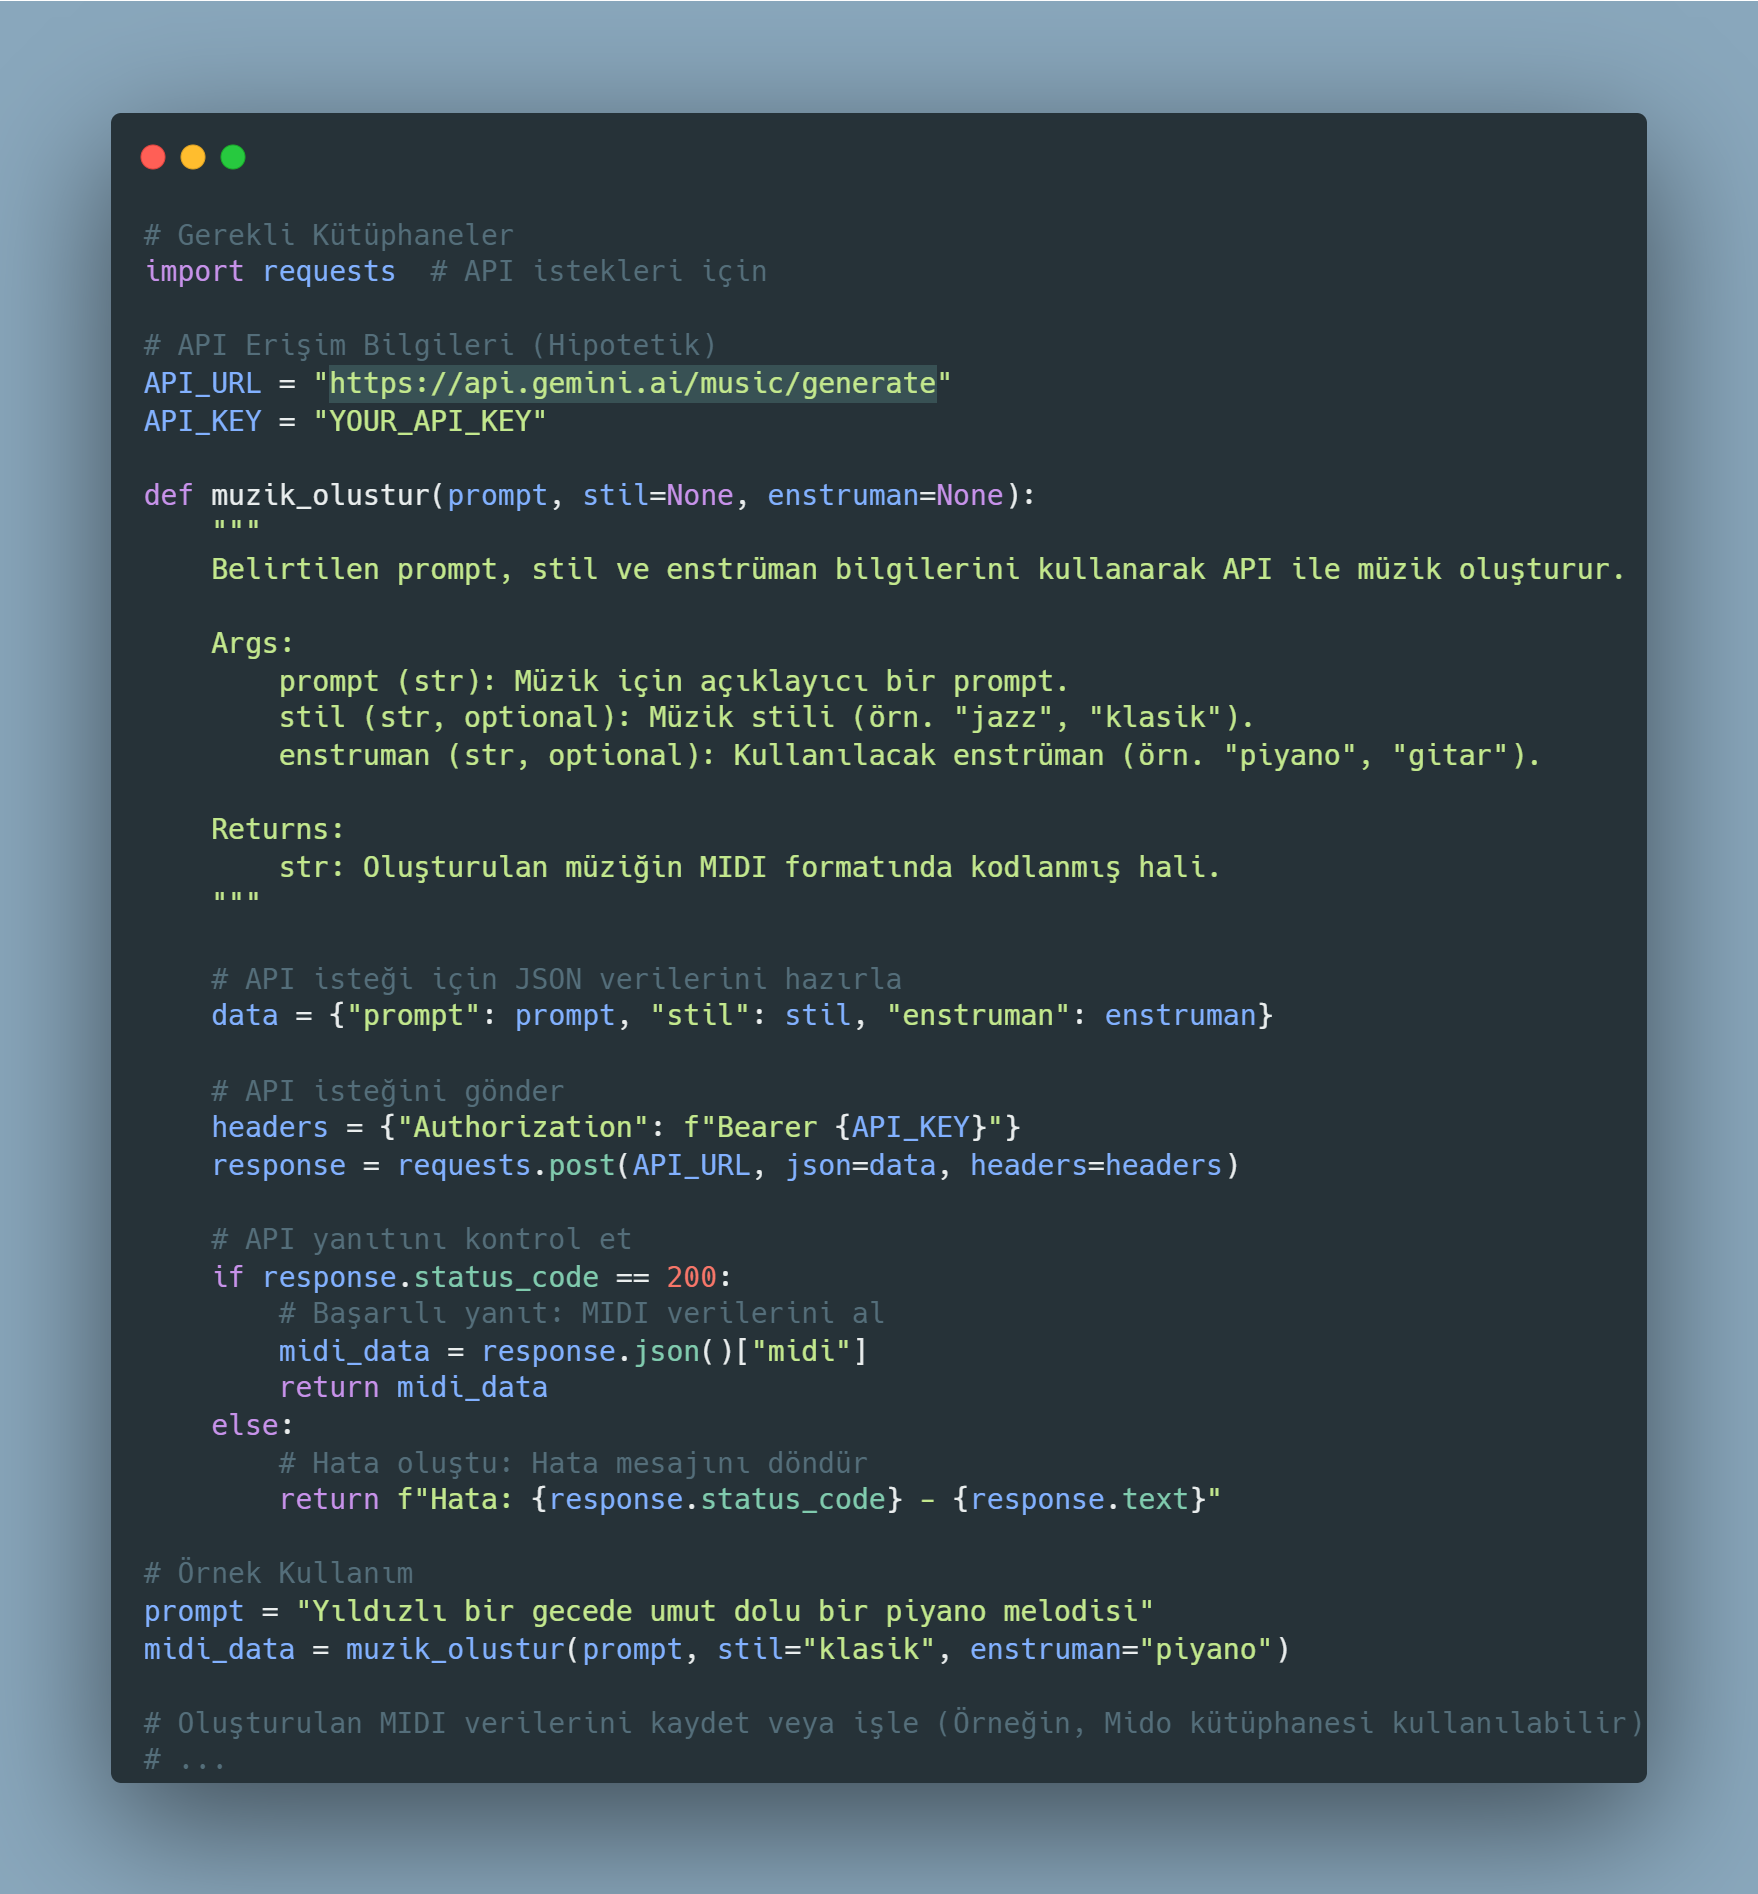 # Gerekli Kütüphaneler
import requests  # API istekleri için
# API Erişim Bilgileri (Hipotetik)
API_URL = "https://api.gemini.ai/music/generate"
API_KEY = "YOUR_API_KEY"
def muzik_olustur(prompt, stil=None, enstruman=None):
    """
    Belirtilen prompt, stil ve enstrüman bilgilerini kullanarak API ile müzik oluşturur.
    Args:
        prompt (str): Müzik için açıklayıcı bir prompt.
        stil (str, optional): Müzik stili (örn. "jazz", "klasik").
        enstruman (str, optional): Kullanılacak enstrüman (örn. "piyano", "gitar").
    Returns:
        str: Oluşturulan müziğin MIDI formatında kodlanmış hali.
    """
    # API isteği için JSON verilerini hazırla
    data = {"prompt": prompt, "stil": stil, "enstruman": enstruman}
    # API isteğini gönder
    headers = {"Authorization": f"Bearer {API_KEY}"}
    response = requests.post(API_URL, json=data, headers=headers)
    # API yanıtını kontrol et
    if response.status_code == 200:
        # Başarılı yanıt: MIDI verilerini al
        midi_data = response.json()["midi"]
        return midi_data
    else:
        # Hata oluştu: Hata mesajını döndür
        return f"Hata: {response.status_code} - {response.text}"
# Örnek Kullanım
prompt = "Yıldızlı bir gecede umut dolu bir piyano melodisi"
midi_data = muzik_olustur(prompt, stil="klasik", enstruman="piyano")
# Oluşturulan MIDI verilerini kaydet veya işle (Örneğin, Mido kütüphanesi kullanılabilir)
# ...